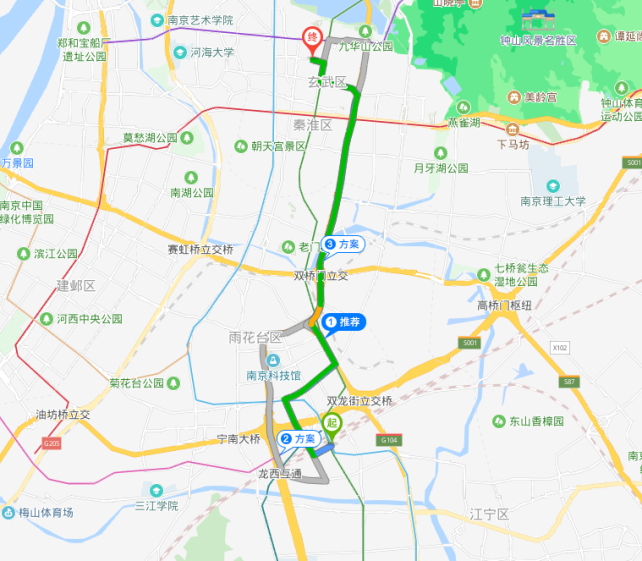 山晓亭
南京艺术学院
郑和宝船厂
遗址公园
河海大学
终
九华山公园
钟山风景名胜区
谭延闿
玄武区
美龄宫
钟山体育
运动公园
秦淮区
燕雀湖
莫愁湖公园
朝天宫景区
下马坊
万景园
月牙湖公园
S001
南湖公园
南京理工大学
南京中国
绿化博览园
老门
3 方案
赛虹桥立交桥
滨江公园
双桥门立交
七桥瓮生态
湿地公园
建邺区
高桥门枢纽
河西中央公园
1 推荐
雨花台区
S001
X102
南京科技馆
菊花台公园
S87
双龙街立交桥
油坊桥立交
起
东山香樟园
G205
宁南大桥
2 方案
G104
南
龙西互通
三江学院
梅山体育场
江宁区